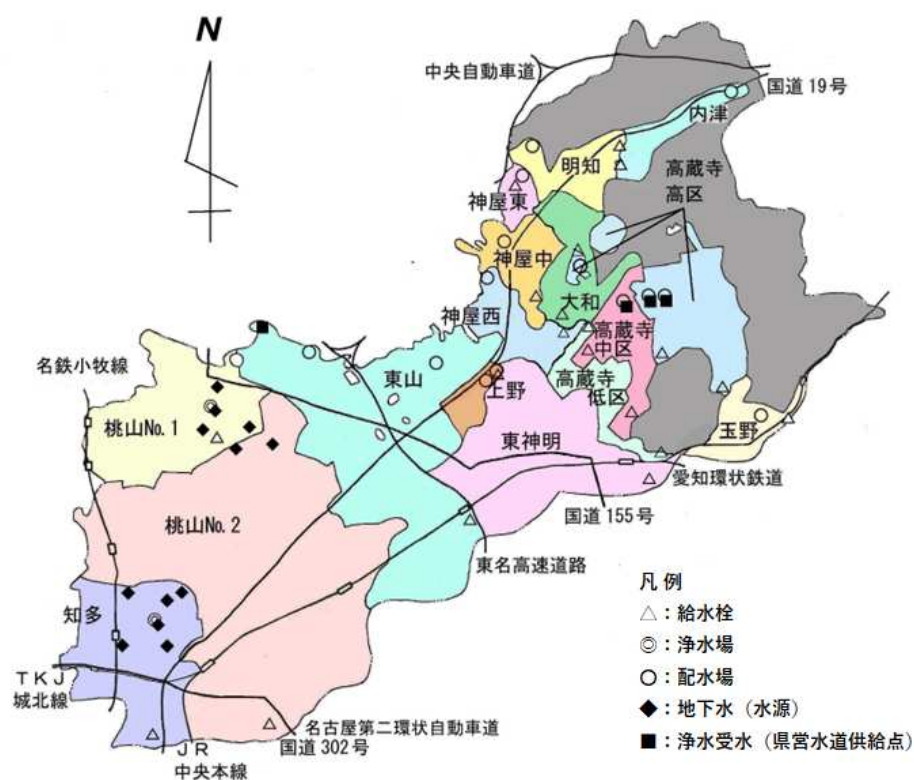 N
中央自動車道
国道19号
内津
明知
高蔵寺
高区
神屋東
神屋中
大和
神屋西
高蔵寺
中区
名鉄小牧線
東山
高蔵寺
低区
上野
玉野
桃山No.1
東神明
愛知環状鉄道
国道155号
桃山No.2
東名高速道路
知多
TKJ
城北線
名古屋第二環状自動車道
国道302号
JR
中央本線
凡例
△：給水栓
◎：浄水場
○：配水場
◆：地下水（水源）
■：浄水受水（県営水道供給点）